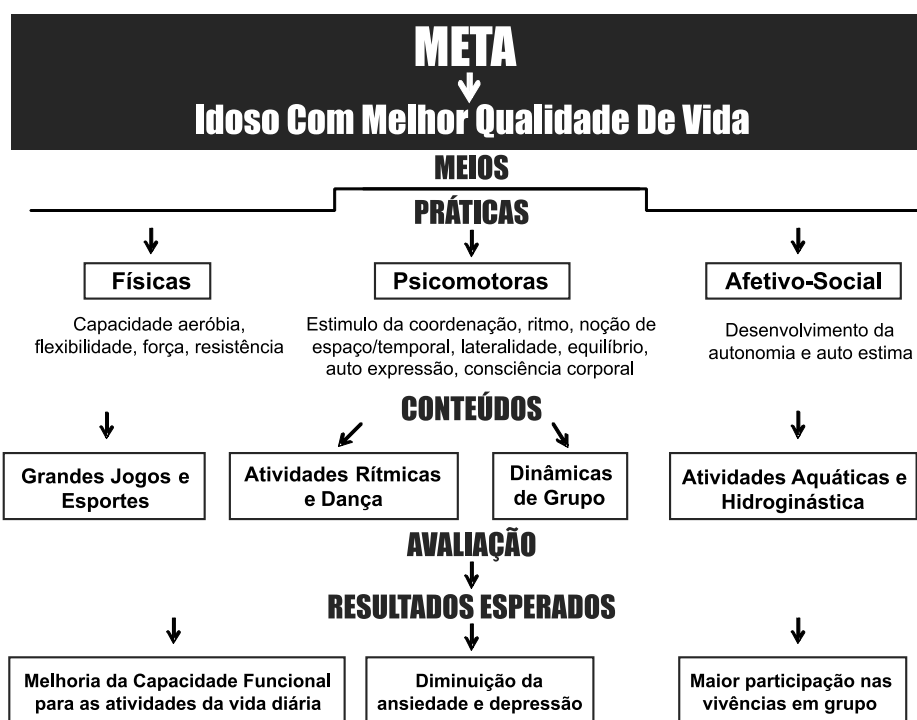 META
Idoso Com Melhor Qualidade De Vida
MEIOS
PRÁTICAS
Físicas
Capacidade aeróbia,
flexibilidade, força, resistência
Psicomotoras
Estimulo da coordenação, ritmo, noção de
espaço/temporal, lateralidade, equilíbrio,
auto expressão, consciência corporal
Afetivo-Social
Desenvolvimento da
autonomia e auto estima
CONTEÚDOS
Grandes Jogos e
Esportes
Atividades Rítmicas
e Dança
Dinâmicas
de Grupo
Atividades Aquáticas e
Hidroginástica
AVALIAÇÃO
RESULTADOS ESPERADOS
Melhoria da Capacidade Funcional
para as atividades da vida diária
Diminuição da
ansiedade e depressão
Maior participação nas
vivências em grupo